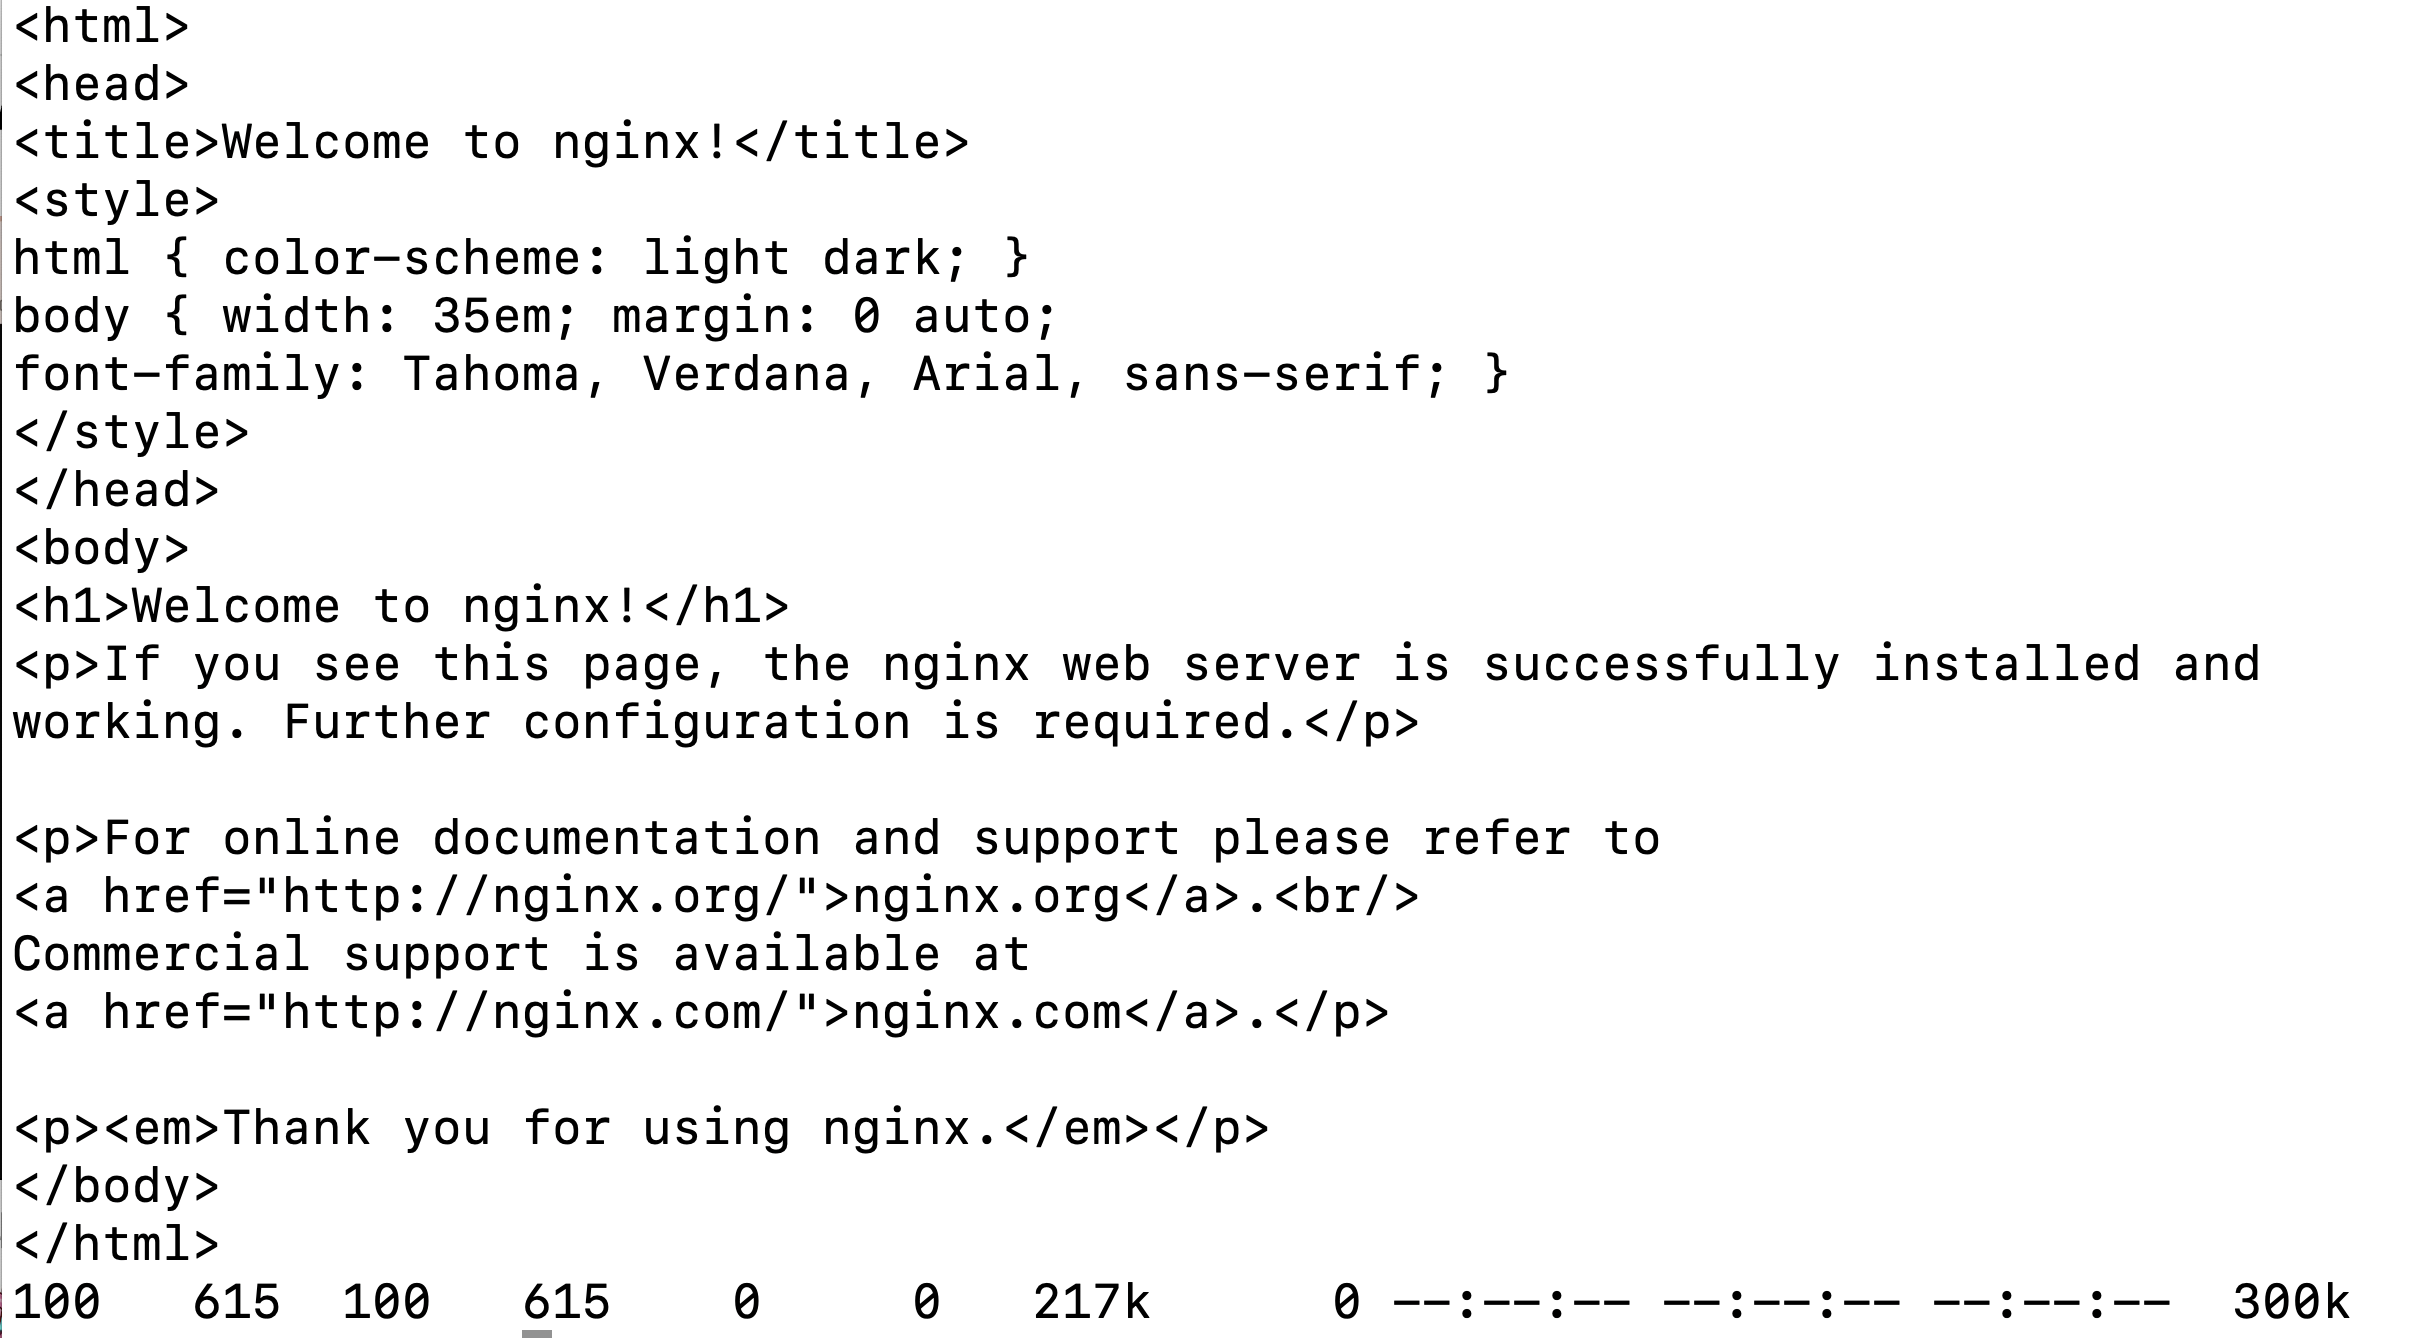 <html>
<head>
<title>Welcome to nginx!</title>
<style>
html { color-scheme: light dark; }
body { width: 35em; margin: 0 auto;
font-family: Tahoma, Verdana, Arial, sans-serif; }
</style>
</head>
<body>
<h1>Welcome to nginx!</h1>
<p>If you see this page, the nginx web server is successfully installed and
working. Further configuration is required.</p>

<p>For online documentation and support please refer to
<a href="http://nginx.org/">nginx.org</a>.<br/>
Commercial support is available at
<a href="http://nginx.com/">nginx.com</a>.</p>

<p><em>Thank you for using nginx.</em></p>
</body>
</html>
100   615  100   615    0     0   217k      0 --:--:-- --:--:-- --:--:--  300k